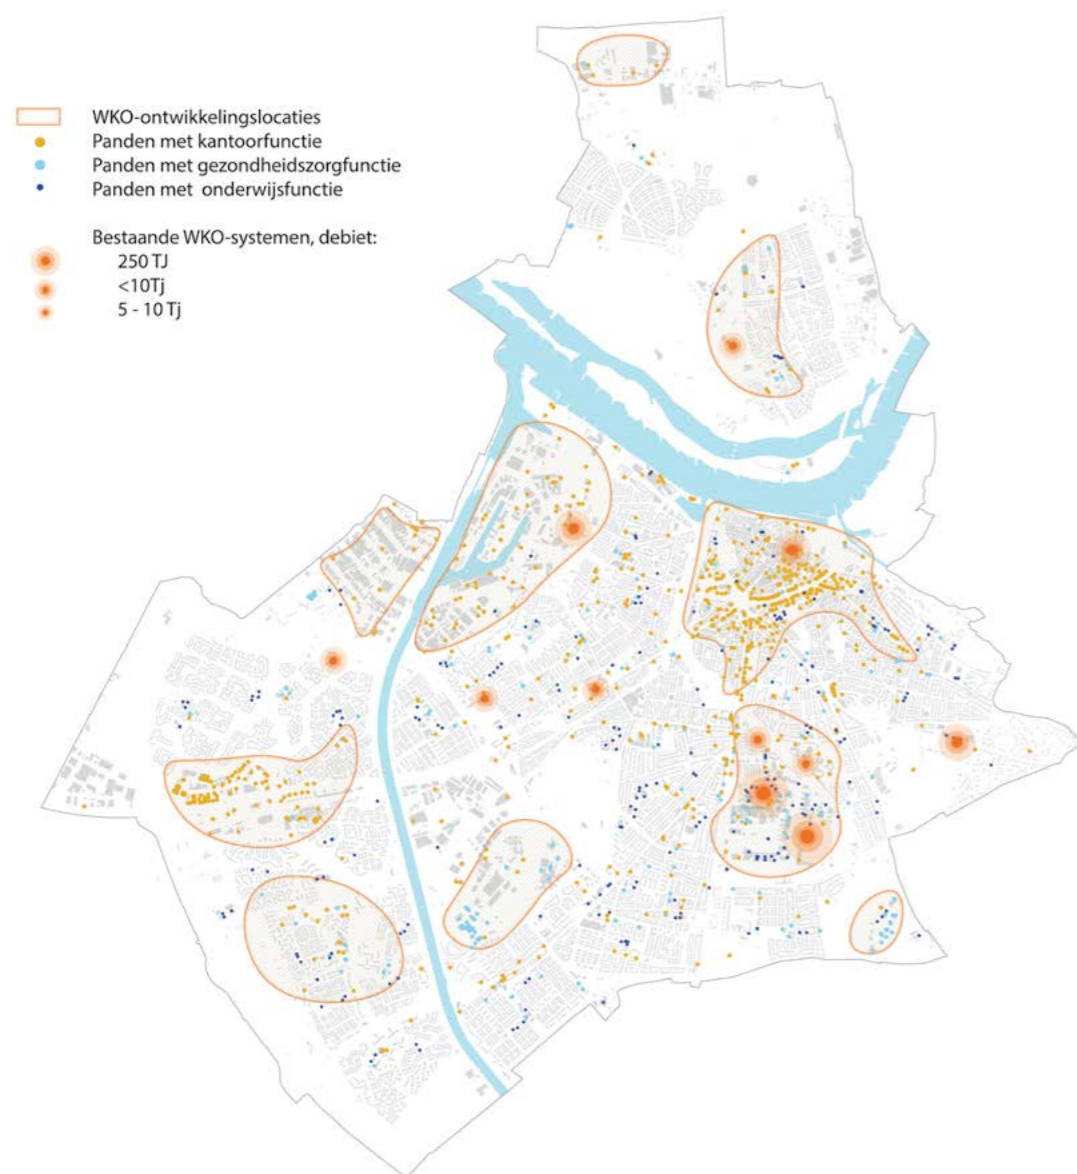 WKO-ontwikkelingslocaties
Panden met kantoorfunctie
Panden met gezondheidszorgfunctie
Panden met onderwijsfunctie
Bestaande WKO-systemen, debiet:
250 TJ
<10Tj
5 - 10 Tj